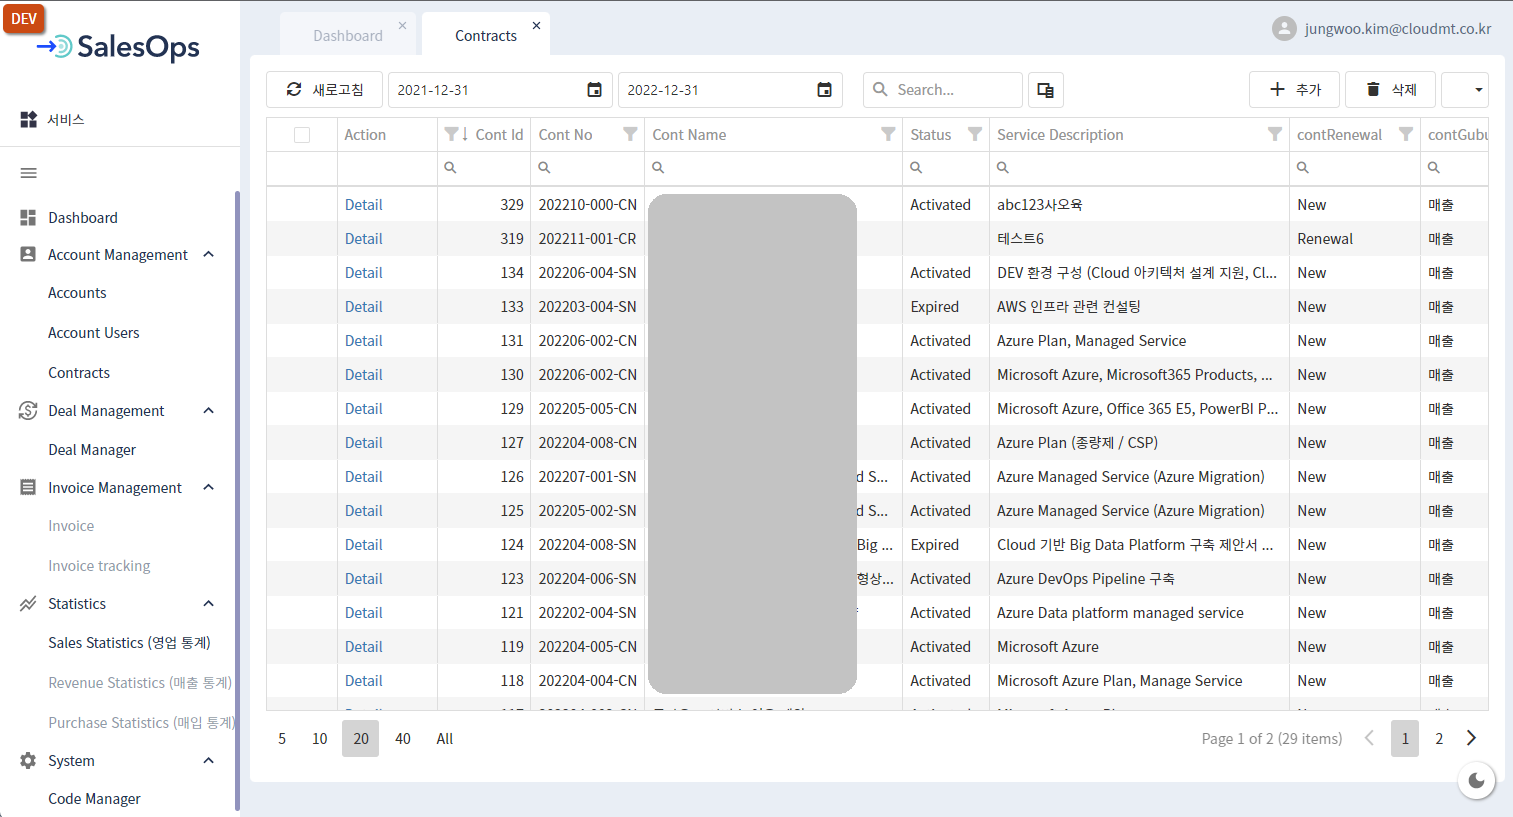 DEV
SalesOps
서비스
Dashboard
Account Management
Accounts
Account Users
Contracts
Deal Management
Deal Manager
Invoice Management
Invoice
Invoice tracking
Statistics
Sales Statistics (영업 통계)
Revenue Statistics (매출 통계)
Purchase Statistics (매입 통계)
System
Code Manager
Dashboard
Contracts
jungwoo.kim@cloudmt.co.kr
새로고침 2021-12-31 2022-12-31 Search... 추가 삭제
Action Cont Id Cont No Cont Name Status Service Description contRenewal contGubu
Detail 329 202210-000-CN Activated abc123사오육 New 매출
Detail 319 202211-001-CR 테스트6 Renewal 매출
Detail 134 202206-004-SN Activated DEV 환경 구성 (Cloud 아키텍처 설계 지원, Cl... New 매출
Detail 133 202203-004-SN Expired AWS 인프라 관련 컨설팅 New 매출
Detail 131 202206-002-CN Activated Azure Plan, Managed Service New 매출
Detail 130 202206-002-CN Activated Microsoft Azure, Microsoft365 Products, ... New 매출
Detail 129 202205-005-CN Activated Microsoft Azure, Office 365 E5, PowerBI P... New 매출
Detail 127 202204-008-CN Activated Azure Plan (종량제 / CSP) New 매출
Detail 126 202207-001-SN d S... Activated Azure Managed Service (Azure Migration) New 매출
Detail 125 202205-002-SN d S... Activated Azure Managed Service (Azure Migration) New 매출
Detail 124 202204-008-SN Big ... Expired Cloud 기반 Big Data Platform 구축 제안서 ... New 매출
Detail 123 202204-006-SN 형상... Activated Azure DevOps Pipeline 구축 New 매출
Detail 121 202202-004-SN Activated Azure Data platform managed service New 매출
Detail 119 202204-005-CN Activated Microsoft Azure New 매출
Detail 118 202204-004-CN Activated Microsoft Azure Plan, Manage Service New 매출
5 10 20 40 All
Page 1 of 2 (29 items) 1 2